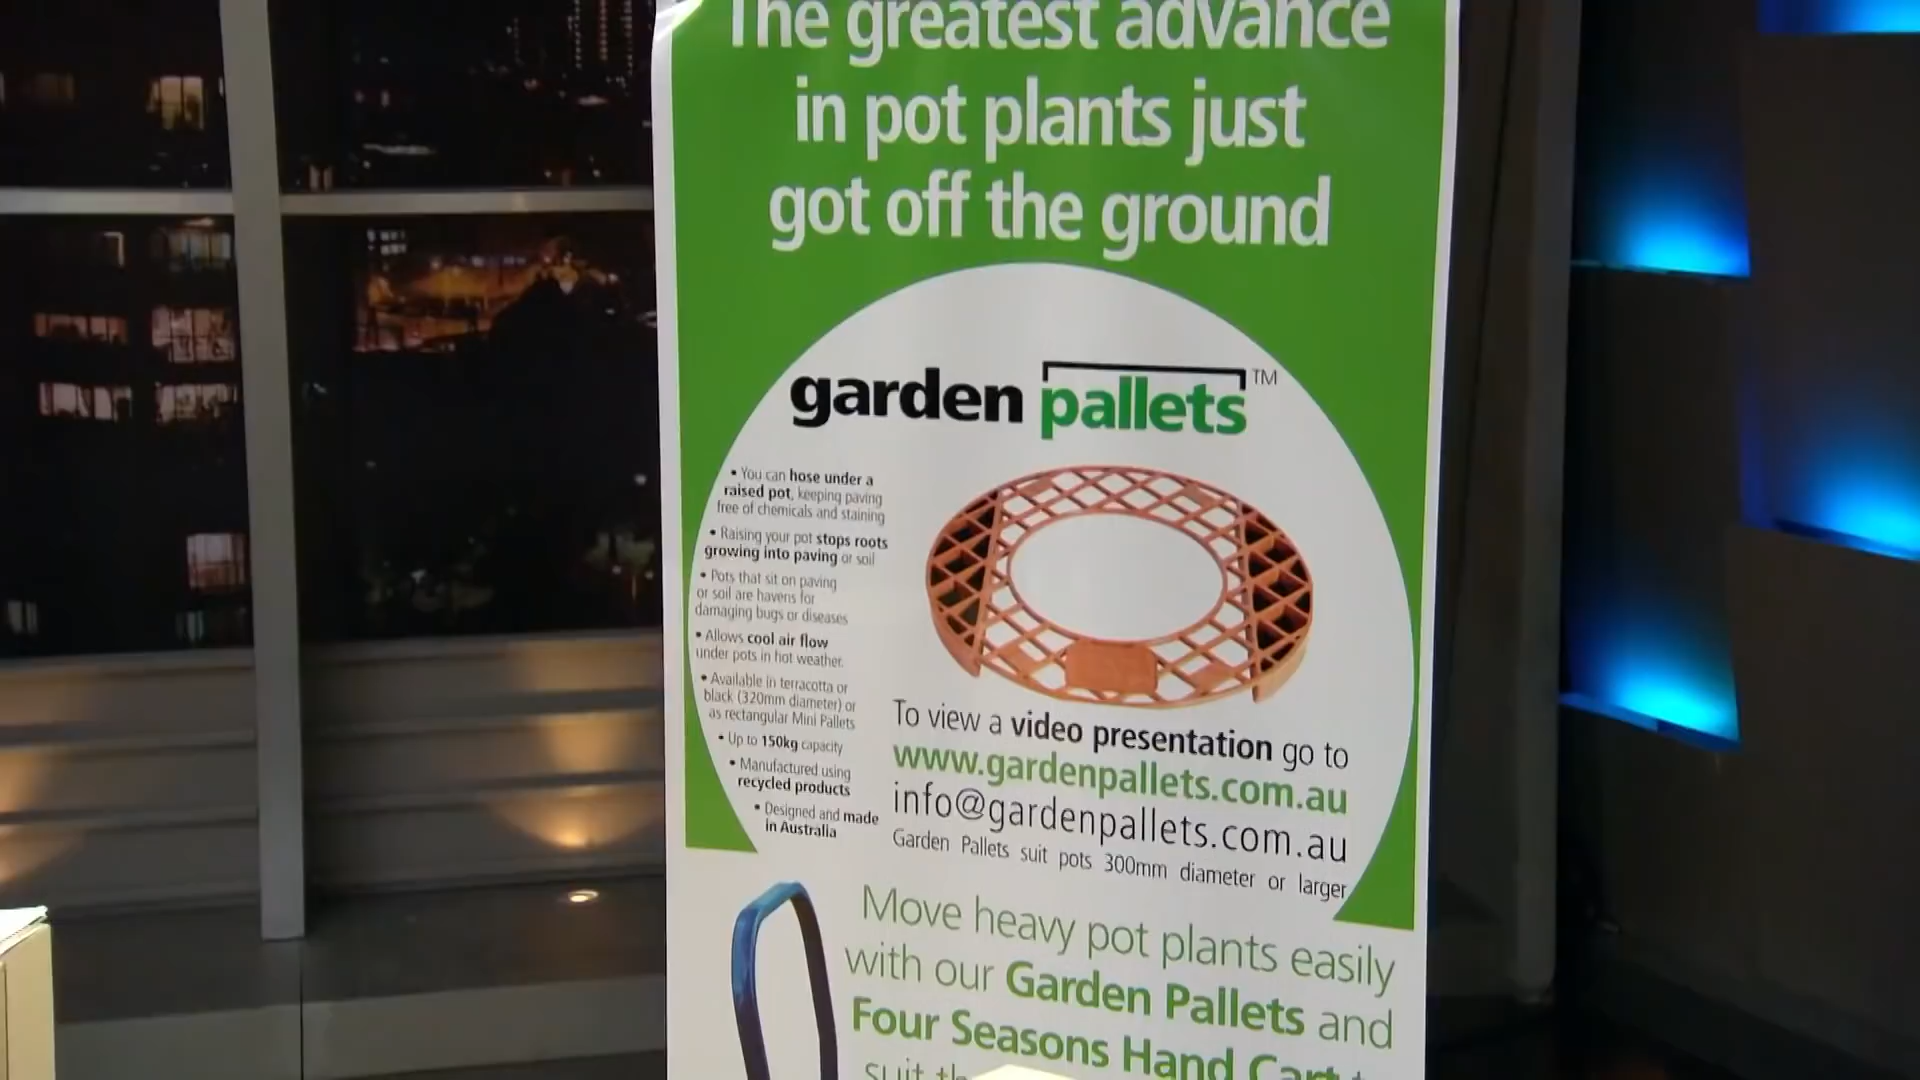 The greatest advance
in pot plants just
got off the ground
garden pallets™
• You can hose under a
raised pot, keeping paving
free of chemicals and staining
• Raising your pot stops roots
growing into paving or soil
• Pots that sit on paving
or soil are havens for
damaging bugs or diseases
• Allows cool air flow
under pots in hot weather.
• Available in terracotta or
black (320mm diameter) or
as rectangular Mini Pallets
• Up to 150kg capacity
• Manufactured using
recycled products
• Designed and made
in Australia
To view a video presentation go to
www.gardenpallets.com.au
info@gardenpallets.com.au
Garden Pallets suit pots 300mm diameter or larger
Move heavy pot plants easily
with our Garden Pallets and
Four Seasons Hand Cart
suit